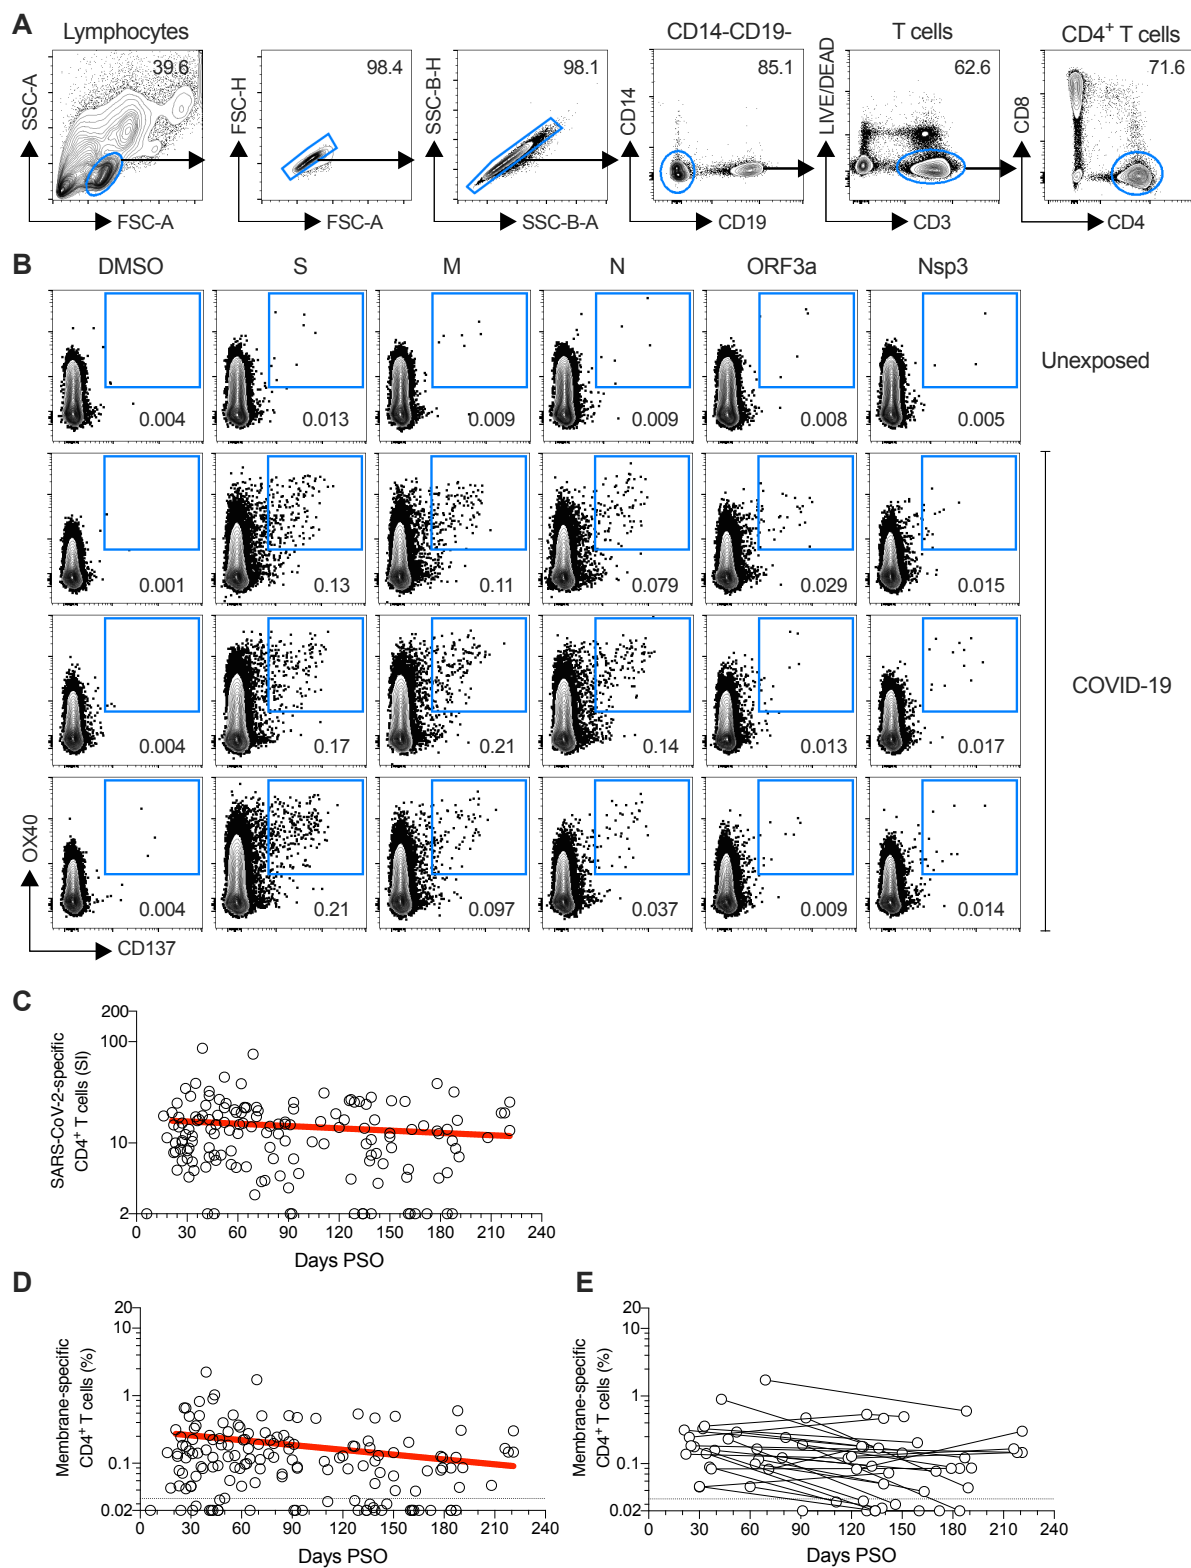 A
Lymphocytes
CD14-CD19-
T cells
CD4⁺ T cells
39.6
98.4
98.1
85.1
62.6
71.6
SSC-A
FSC-H
SSC-B-H
CD14
LIVE/DEAD
CD8
FSC-A
FSC-A
SSC-B-A
CD19
CD3
CD4
B
DMSO
S
M
N
ORF3a
Nsp3
Unexposed
0.004
0.013
0.009
0.009
0.008
0.005
0.001
0.13
0.11
0.079
0.029
0.015
COVID-19
0.004
0.17
0.21
0.14
0.013
0.017
OX40
0.004
0.21
0.097
0.037
0.009
0.014
CD137
C
SARS-CoV-2-specific
CD4⁺ T cells (SI)
200
100
10
2
0 30 60 90 120 150 180 210 240
Days PSO
D
Membrane-specific
CD4⁺ T cells (%)
20
10
1
0.1
0.02
0 30 60 90 120 150 180 210 240
Days PSO
E
Membrane-specific
CD4⁺ T cells (%)
20
10
1
0.1
0.02
0 30 60 90 120 150 180 210 240
Days PSO